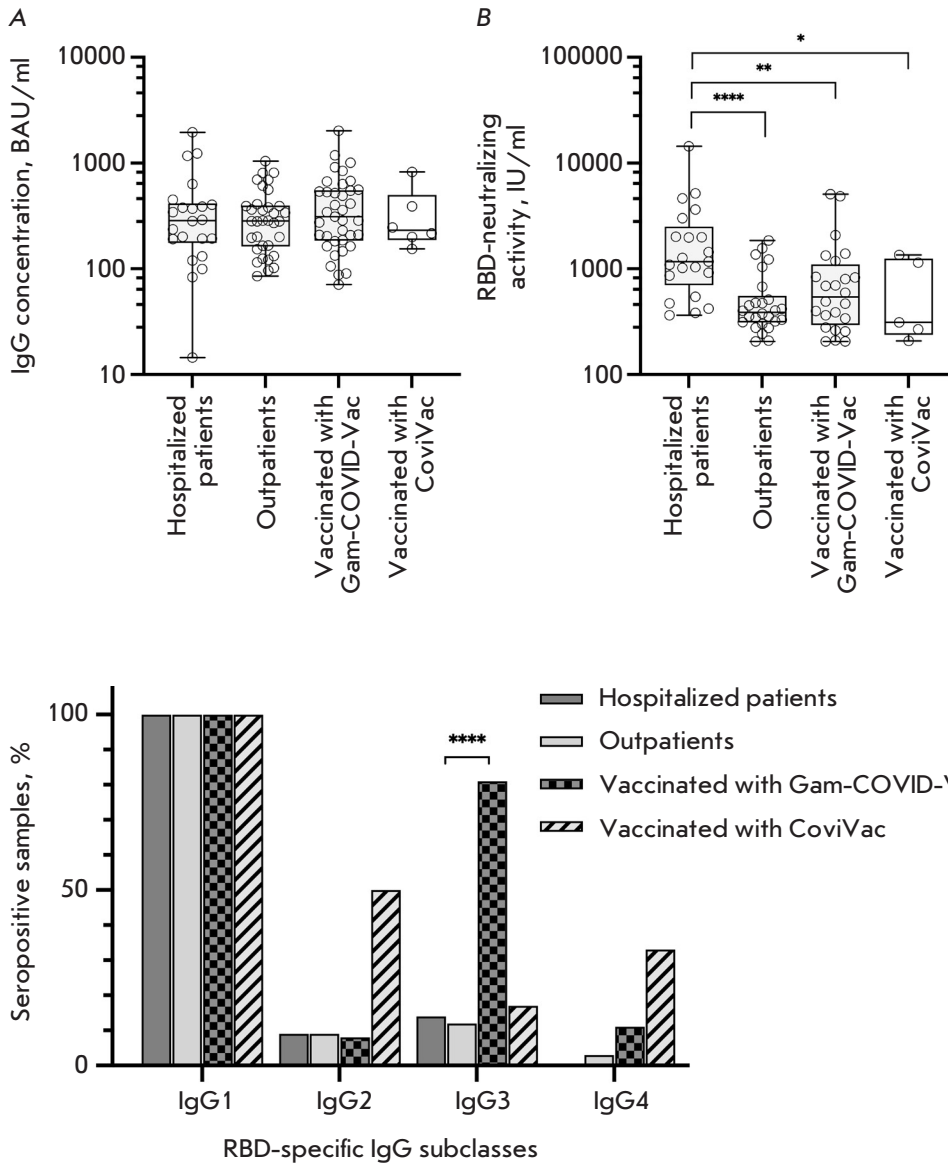 A
IgG concentration, BAU/ml
10000
1000
100
10
Hospitalized
patients
Outpatients
Vaccinated with
Gam-COVID-Vac
Vaccinated with
CoviVac
B
RBD-neutralizing
activity, IU/ml
100000
10000
1000
100
*
**
****
Hospitalized
patients
Outpatients
Vaccinated with
Gam-COVID-Vac
Vaccinated with
CoviVac
Seropositive samples, %
100
50
0
****
Hospitalized patients
Outpatients
Vaccinated with Gam-COVID-V
Vaccinated with CoviVac
IgG1 IgG2 IgG3 IgG4
RBD-specific IgG subclasses